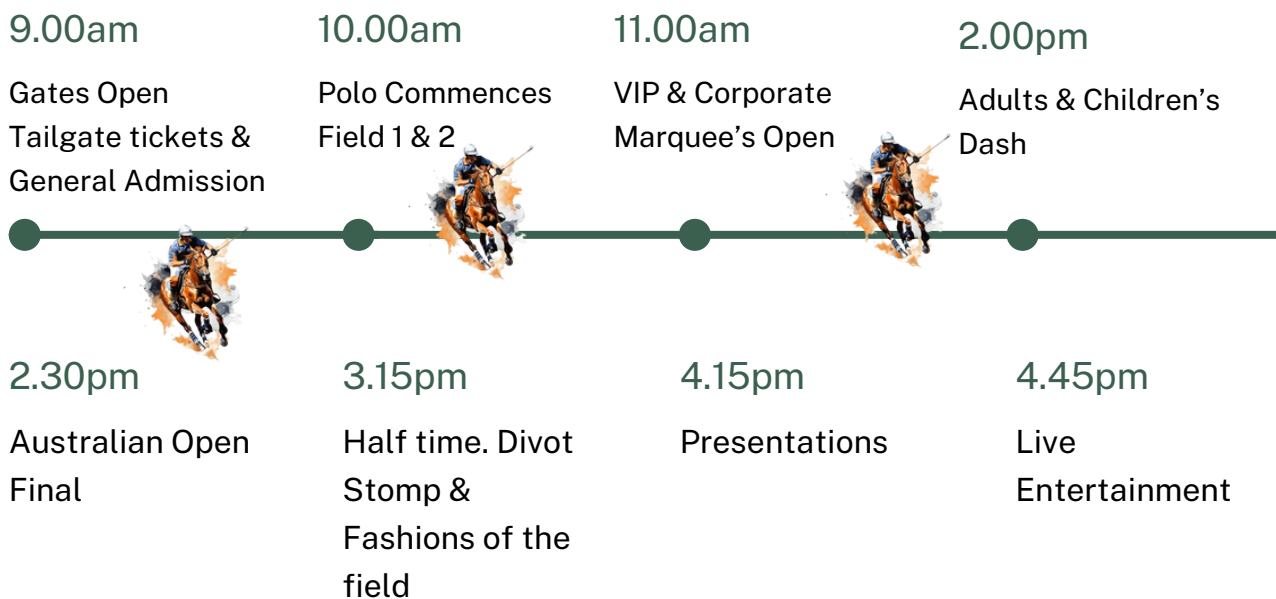 9.00am
Gates Open
Tailgate tickets &
General Admission
10.00am
Polo Commences
Field 1 & 2
11.00am
VIP & Corporate
Marquee’s Open
2.00pm
Adults & Children’s
Dash
2.30pm
Australian Open
Final
3.15pm
Half time. Divot
Stomp &
Fashions of the
field
4.15pm
Presentations
4.45pm
Live
Entertainment